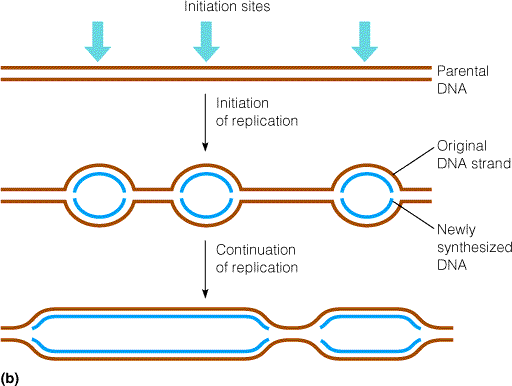 Initiation sites
Parental
DNA
Initiation
of replication
Original
DNA strand
Newly
synthesized
DNA
Continuation
of replication
(b)